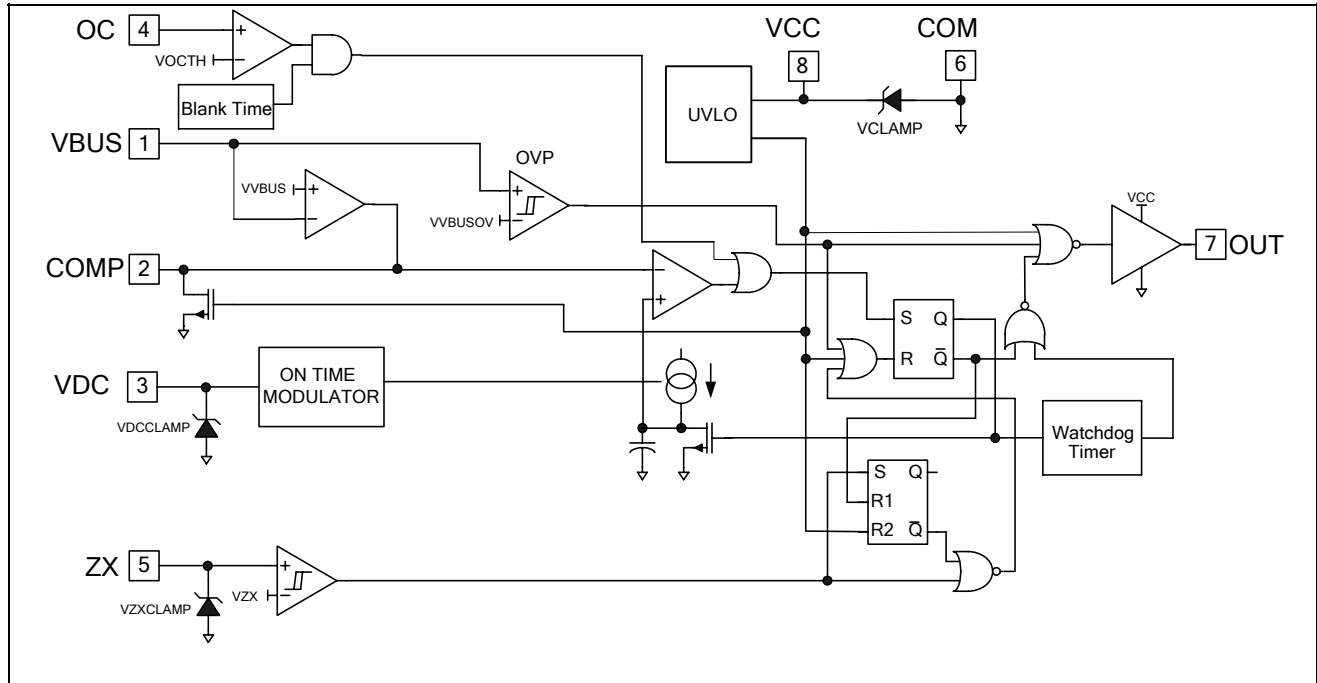 OC 4
VOCTH
Blank Time
VBUS 1
VVBUS
OVP
VVBUSOV
VCC
8
COM
6
UVLO
VCLAMP
VCC
7 OUT
COMP 2
S Q
R Q̅
VDC 3
ON TIME
MODULATOR
VDCCLAMP
Watchdog
Timer
S Q
R1
R2 Q̅
ZX 5
VZX
VZXCLAMP